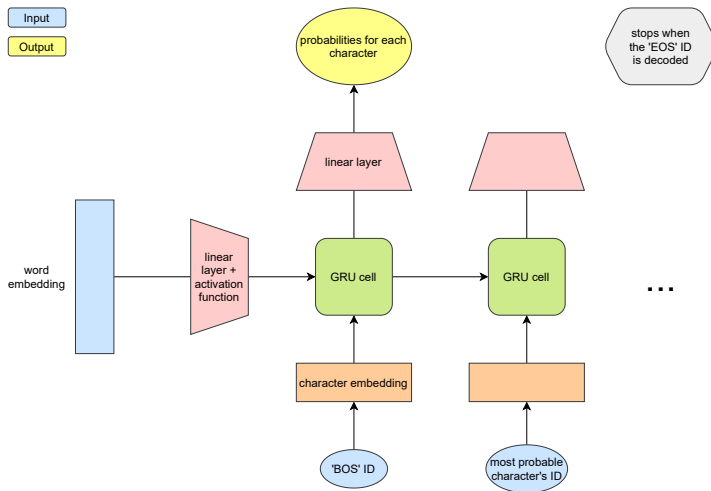 Input
Output
probabilities for each
character
stops when
the 'EOS' ID
is decoded
linear layer
word
embedding
linear
layer +
activation
function
GRU cell
GRU cell
...
character embedding
'BOS' ID
most probable
character's ID